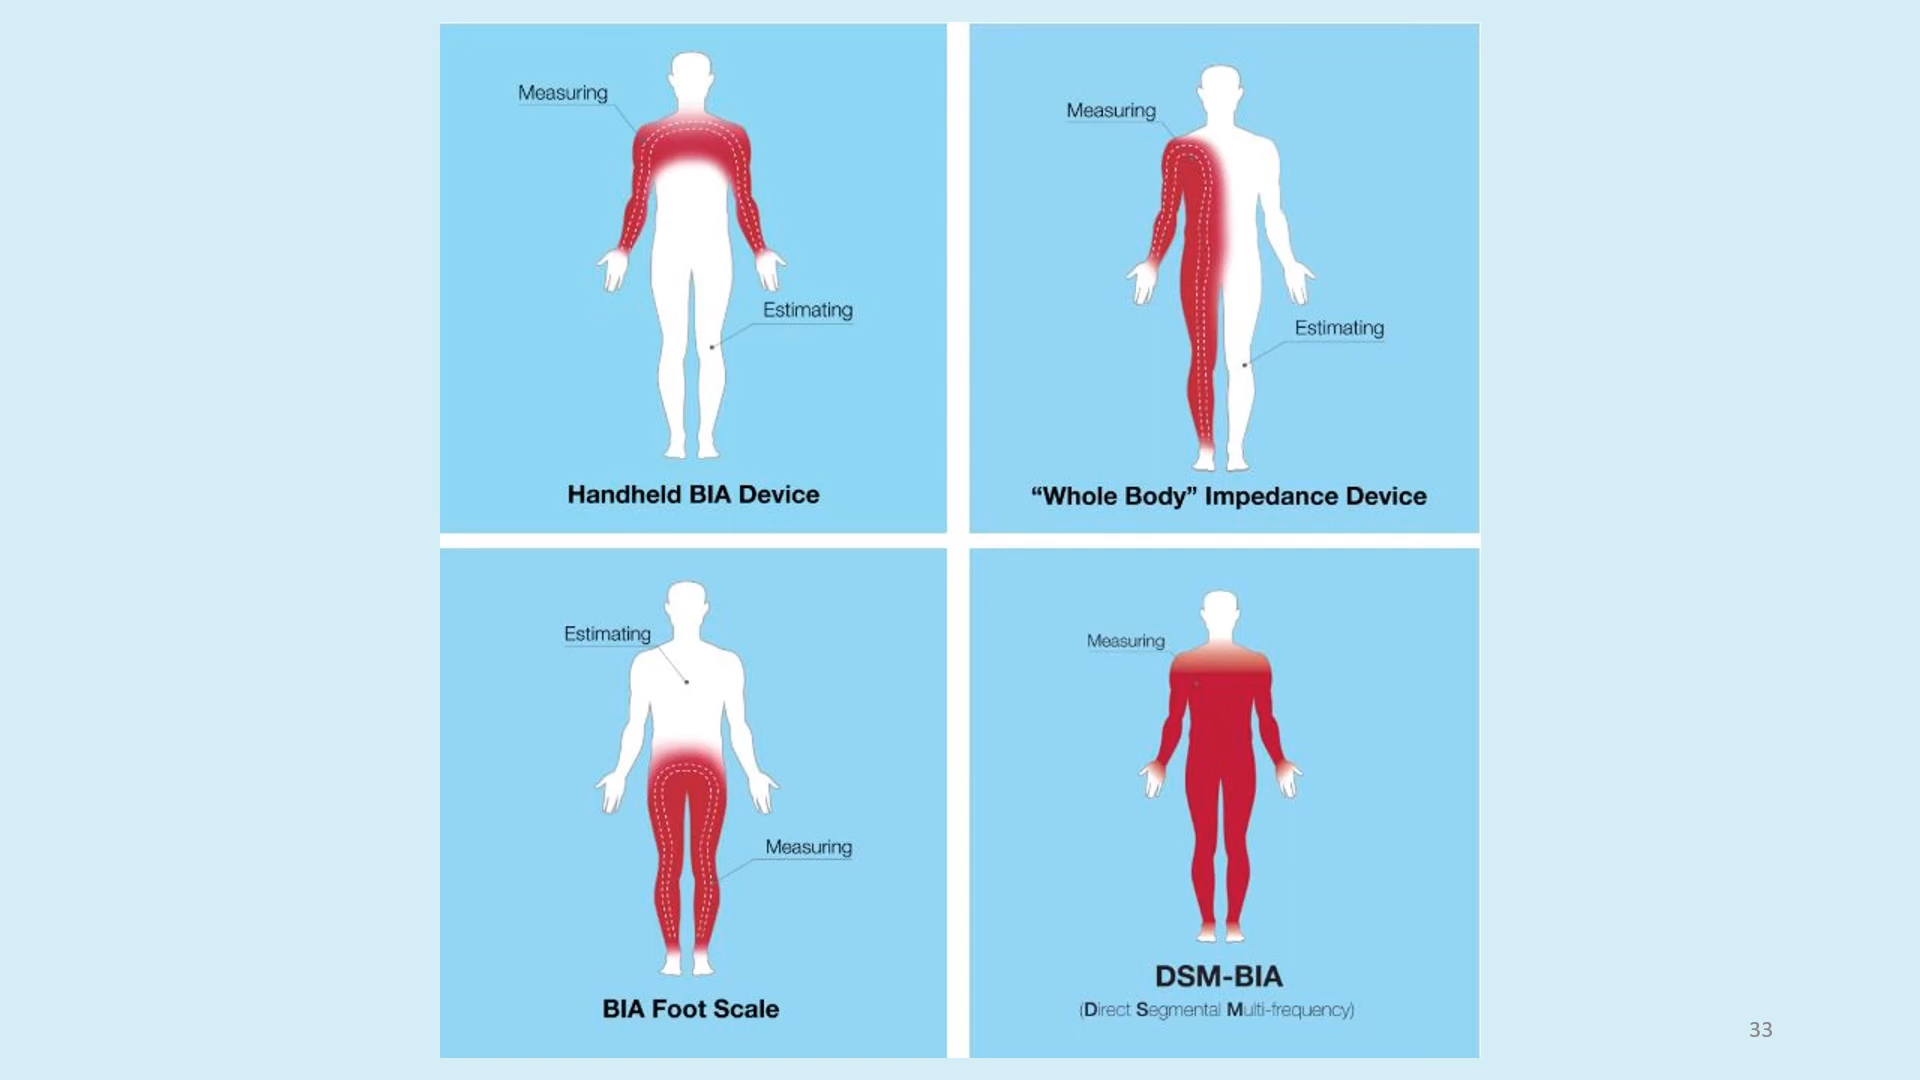 Measuring
Estimating
Handheld BIA Device
Measuring
Estimating
“Whole Body” Impedance Device
Estimating
Measuring
BIA Foot Scale
Measuring
DSM-BIA
(Direct Segmental Multi-frequency)
33